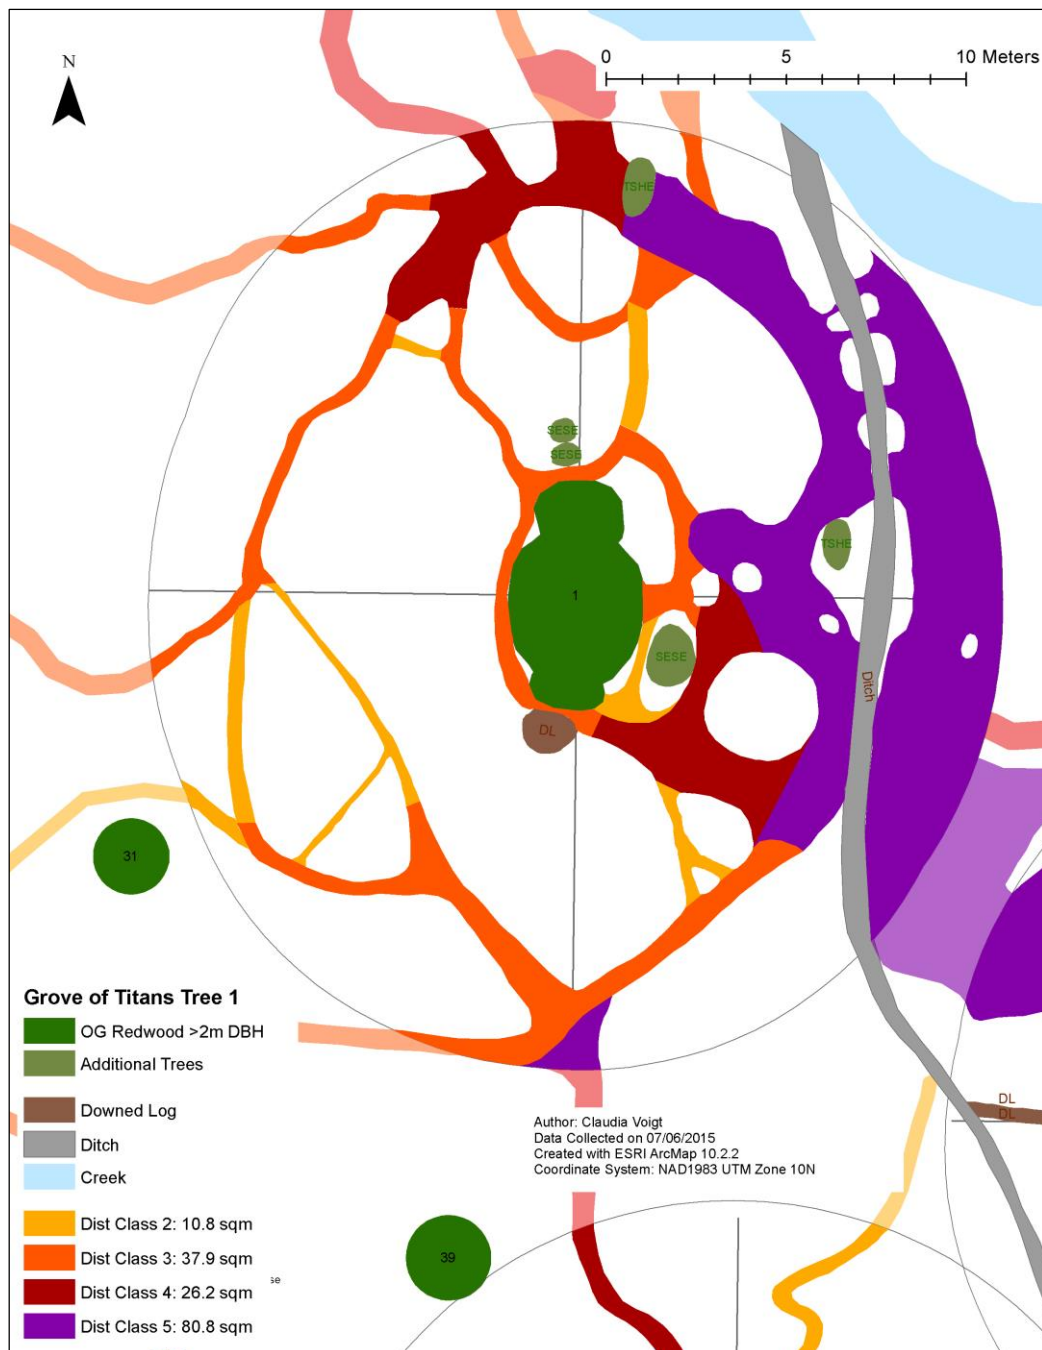 N
0 5 10 Meters
TSHE
SESE
SESE
TSHE
1
SESE
Ditch
DL
31
Grove of Titans Tree 1
OG Redwood >2m DBH
Additional Trees
Downed Log
Ditch
Creek
Dist Class 2: 10.8 sqm
Dist Class 3: 37.9 sqm
Dist Class 4: 26.2 sqm
Dist Class 5: 80.8 sqm
se
Author: Claudia Voigt
Data Collected on 07/06/2015
Created with ESRI ArcMap 10.2.2
Coordinate System: NAD1983 UTM Zone 10N
DL
DL
39